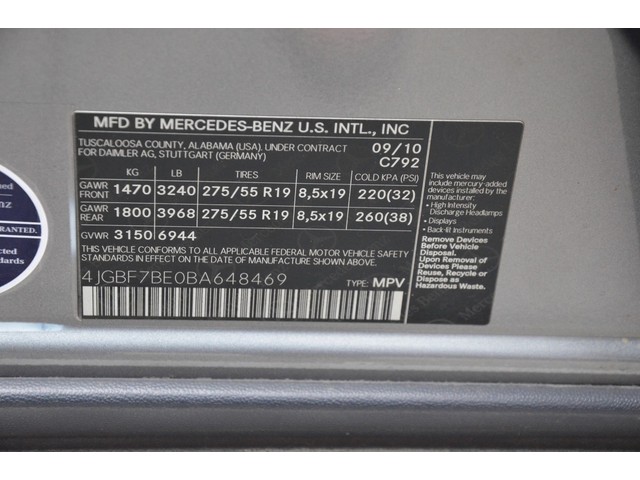 MFD BY MERCEDES-BENZ U.S. INTL., INC
TUSCALOOSA COUNTY, ALABAMA (USA). UNDER CONTRACT
FOR DAIMLER AG, STUTTGART (GERMANY)
09/10
C792
KG LB TIRES RIM SIZE COLD KPA (PSI)
GAWR FRONT 1470 3240 275/55 R19 8,5x19 220(32)
GAWR REAR 1800 3968 275/55 R19 8,5x19 260(38)
GVWR 3150 6944
THIS VEHICLE CONFORMS TO ALL APPLICABLE FEDERAL MOTOR VEHICLE SAFETY
STANDARDS IN EFFECT ON THE DATE OF MANUFACTURE SHOWN ABOVE.
4JGBF7BE0BA648469
TYPE: MPV
This vehicle may
include mercury-added
devices installed by the
manufacturer:
• High Intensity
Discharge Headlamps
• Displays
• Back-lit Instruments
Remove Devices
Before Vehicle
Disposal.
Upon Removal of
Devices Please
Reuse, Recycle or
Dispose as
Hazardous Waste.
nz
RANTED.
tected
Standards